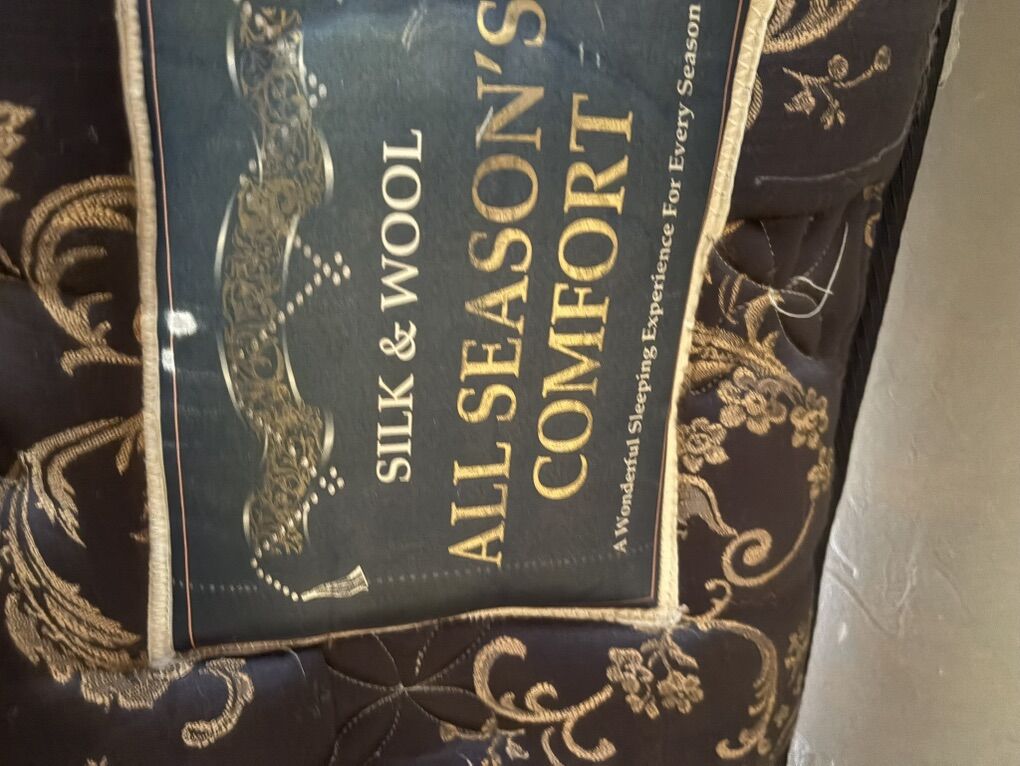 SILK & WOOL
ALL SEASON'S
COMFORT
A Wonderful Sleeping Experience For Every Season